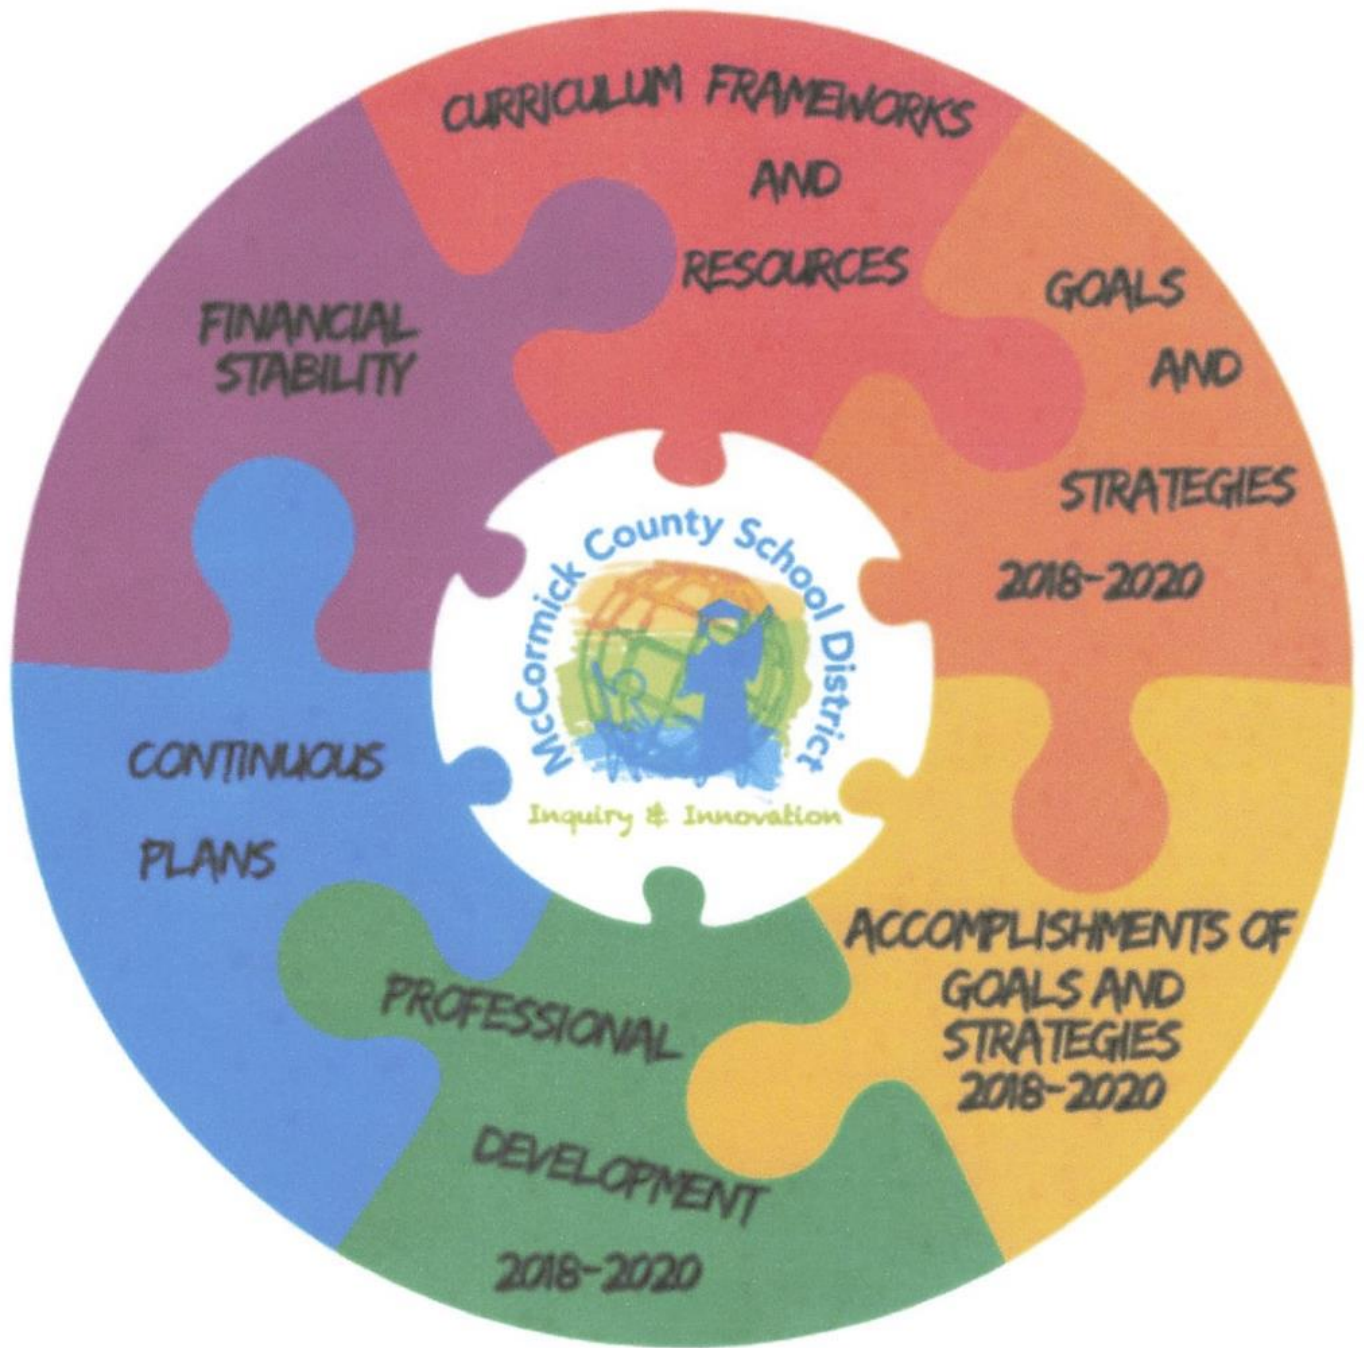 CURRICULUM FRAMEWORKS
AND
RESOURCES
GOALS
AND
STRATEGIES
2018-2020
ACCOMPLISHMENTS OF
GOALS AND
STRATEGIES
2018-2020
PROFESSIONAL
DEVELOPMENT
2018-2020
CONTINUOUS
PLANS
FINANCIAL
STABILITY
McCormick County School District
Inquiry & Innovation